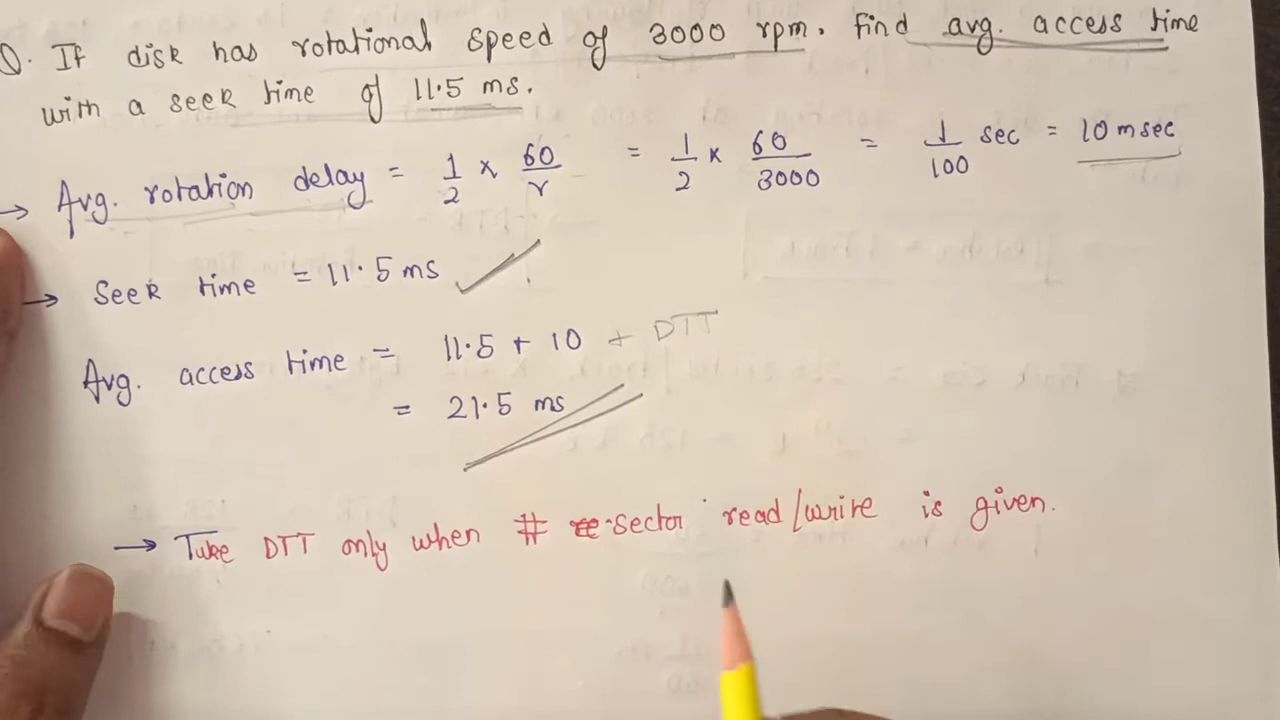 Q. If disk has rotational speed of 3000 rpm. Find avg. access time
with a seek time of 11.5 ms.
→ Avg. rotation delay = 1/2 × 60/r = 1/2 × 60/3000 = 1/100 sec = 10 msec
→ Seek time = 11.5 ms ✓
Avg. access time = 11.5 + 10 + DTT
= 21.5 ms
→ Take DTT only when # sector read/write is given.